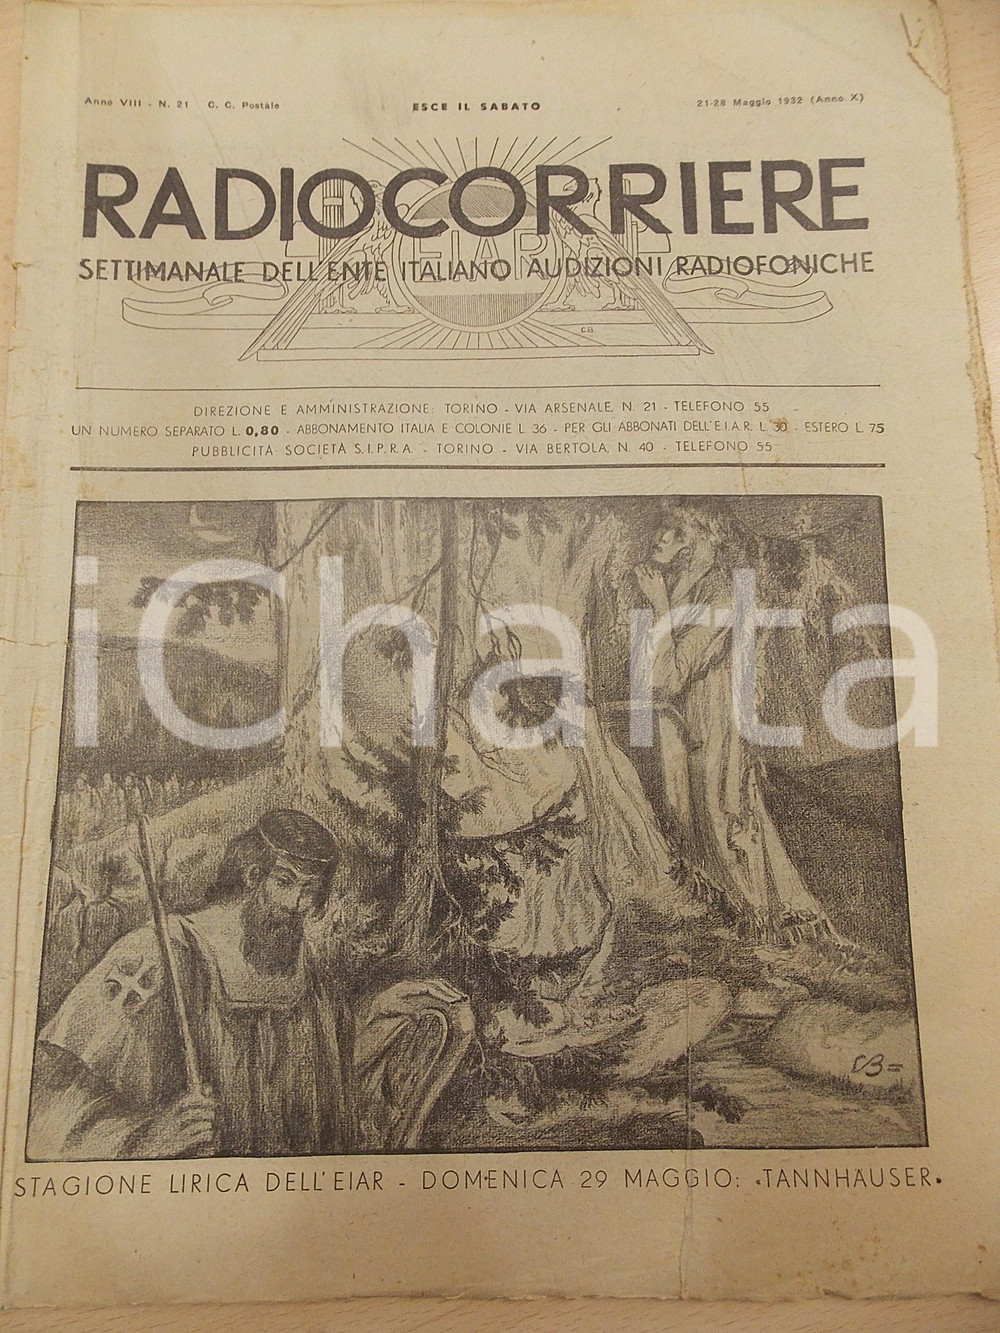 Anno VIII - N. 21 C. C. Postale ESCE IL SABATO 21-28 Maggio 1932 (Anno X)
RADIOCORRIERE
EIAR
SETTIMANALE DELL'ENTE ITALIANO AUDIZIONI RADIOFONICHE
C.B.
DIREZIONE E AMMINISTRAZIONE: TORINO - VIA ARSENALE, N. 21 - TELEFONO 55
UN NUMERO SEPARATO L. 0,80 - ABBONAMENTO ITALIA E COLONIE L. 36 - PER GLI ABBONATI DELL'E.I.A.R. L. 30 - ESTERO L. 75
PUBBLICITÀ: SOCIETÀ S.I.P.R.A. - TORINO - VIA BERTOLA, N. 40 - TELEFONO 55
iCharta
CB=
STAGIONE LIRICA DELL'EIAR - DOMENICA 29 MAGGIO: «TANNHÄUSER»